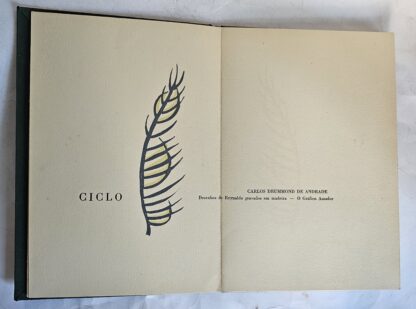 CICLO
CARLOS DRUMMOND DE ANDRADE
Desenhos de Reynaldo gravados em madeira — O Gráfico Amador